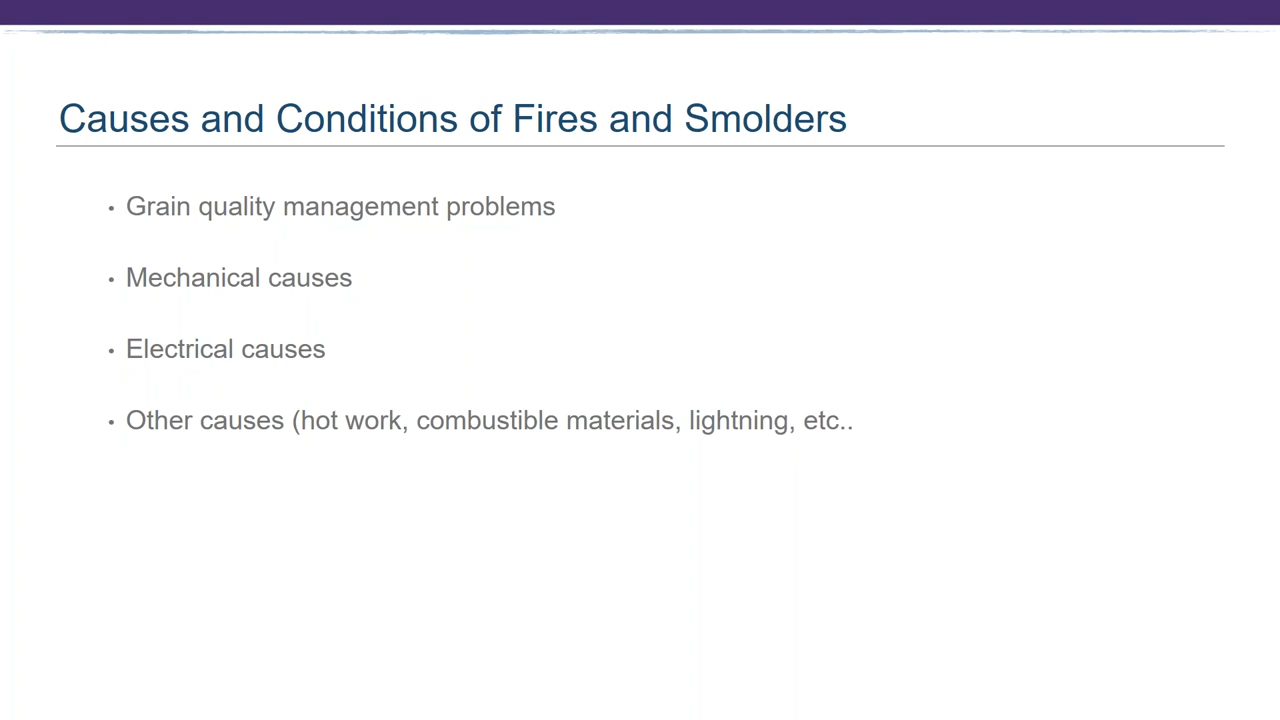 Causes and Conditions of Fires and Smolders
• Grain quality management problems
• Mechanical causes
• Electrical causes
• Other causes (hot work, combustible materials, lightning, etc..